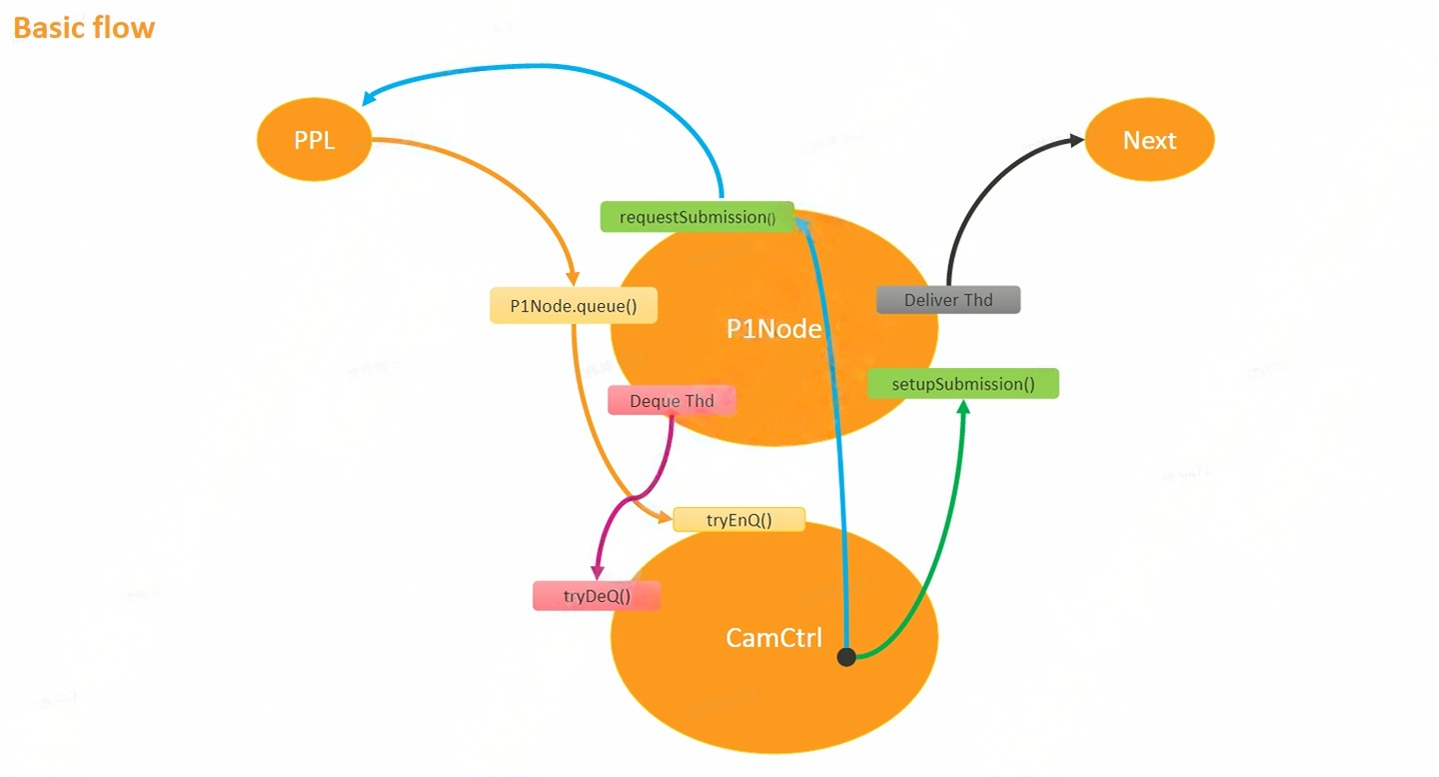 Basic flow
PPL
Next
requestSubmission()
Deliver Thd
P1Node.queue()
P1Node
setupSubmission()
Deque Thd
tryEnQ()
tryDeQ()
CamCtrl